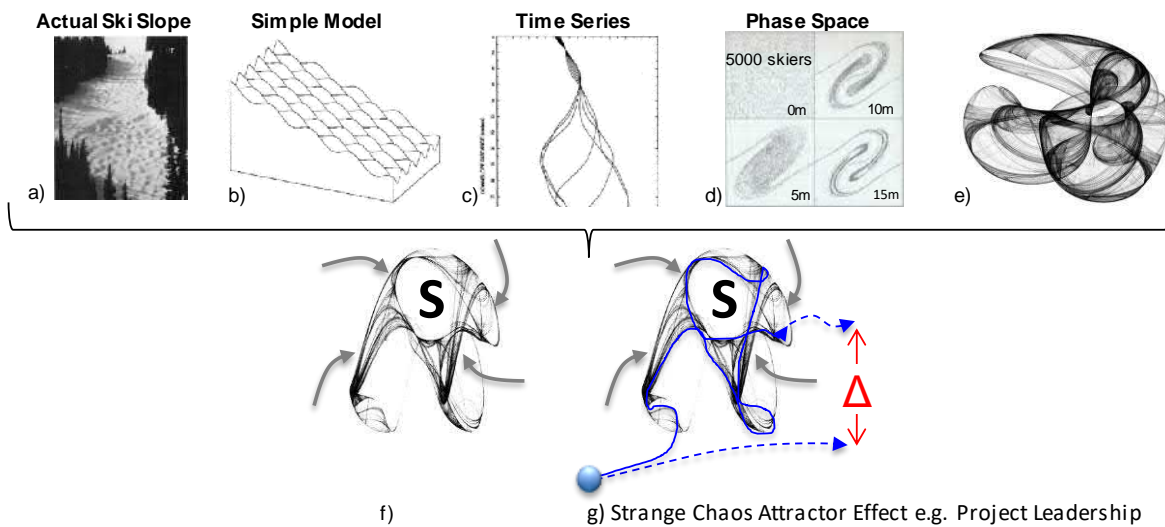 Actual Ski Slope
Simple Model
Time Series
Phase Space
5000 skiers
0m
10m
5m
15m
a)
b)
c)
d)
e)
S
S
Δ
f)
g) Strange Chaos Attractor Effect e.g. Project Leadership